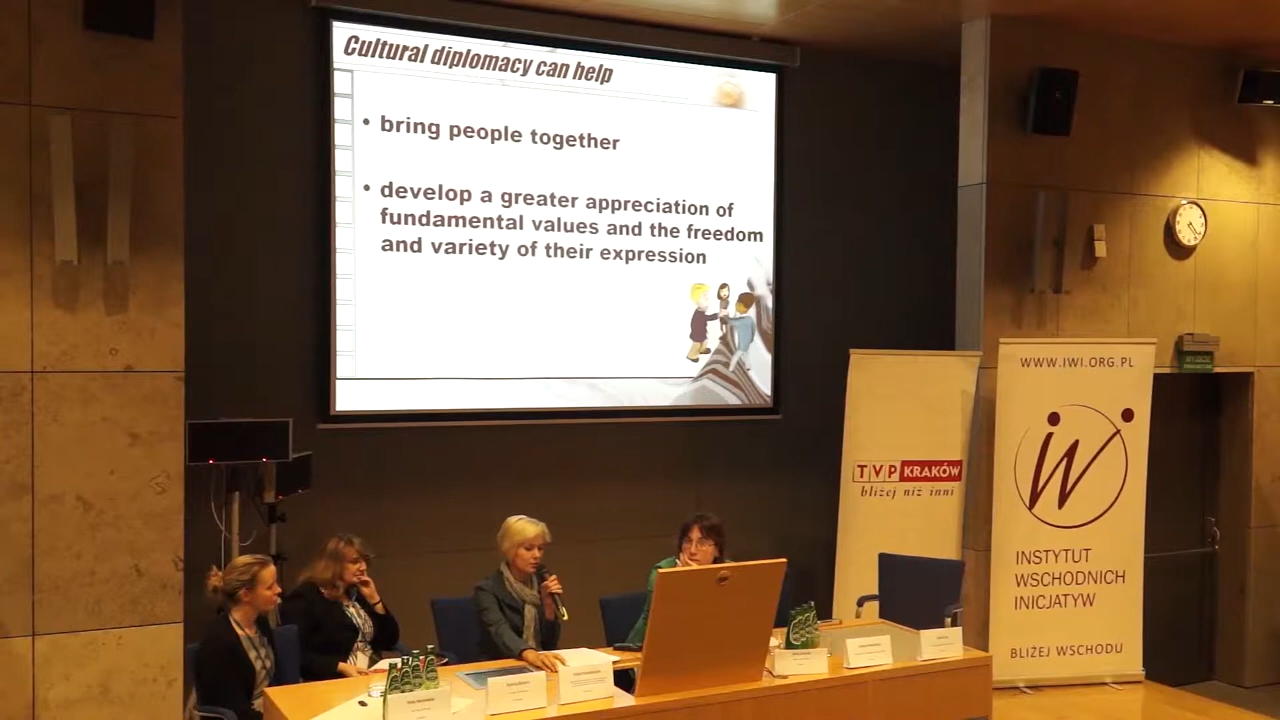 Cultural diplomacy can help
• bring people together
• develop a greater appreciation of
fundamental values and the freedom
and variety of their expression
TVP KRAKÓW
bliżej niż inni
WWW.IWI.ORG.PL
iwi
INSTYTUT
WSCHODNICH
INICJATYW
BLIŻEJ WSCHODU